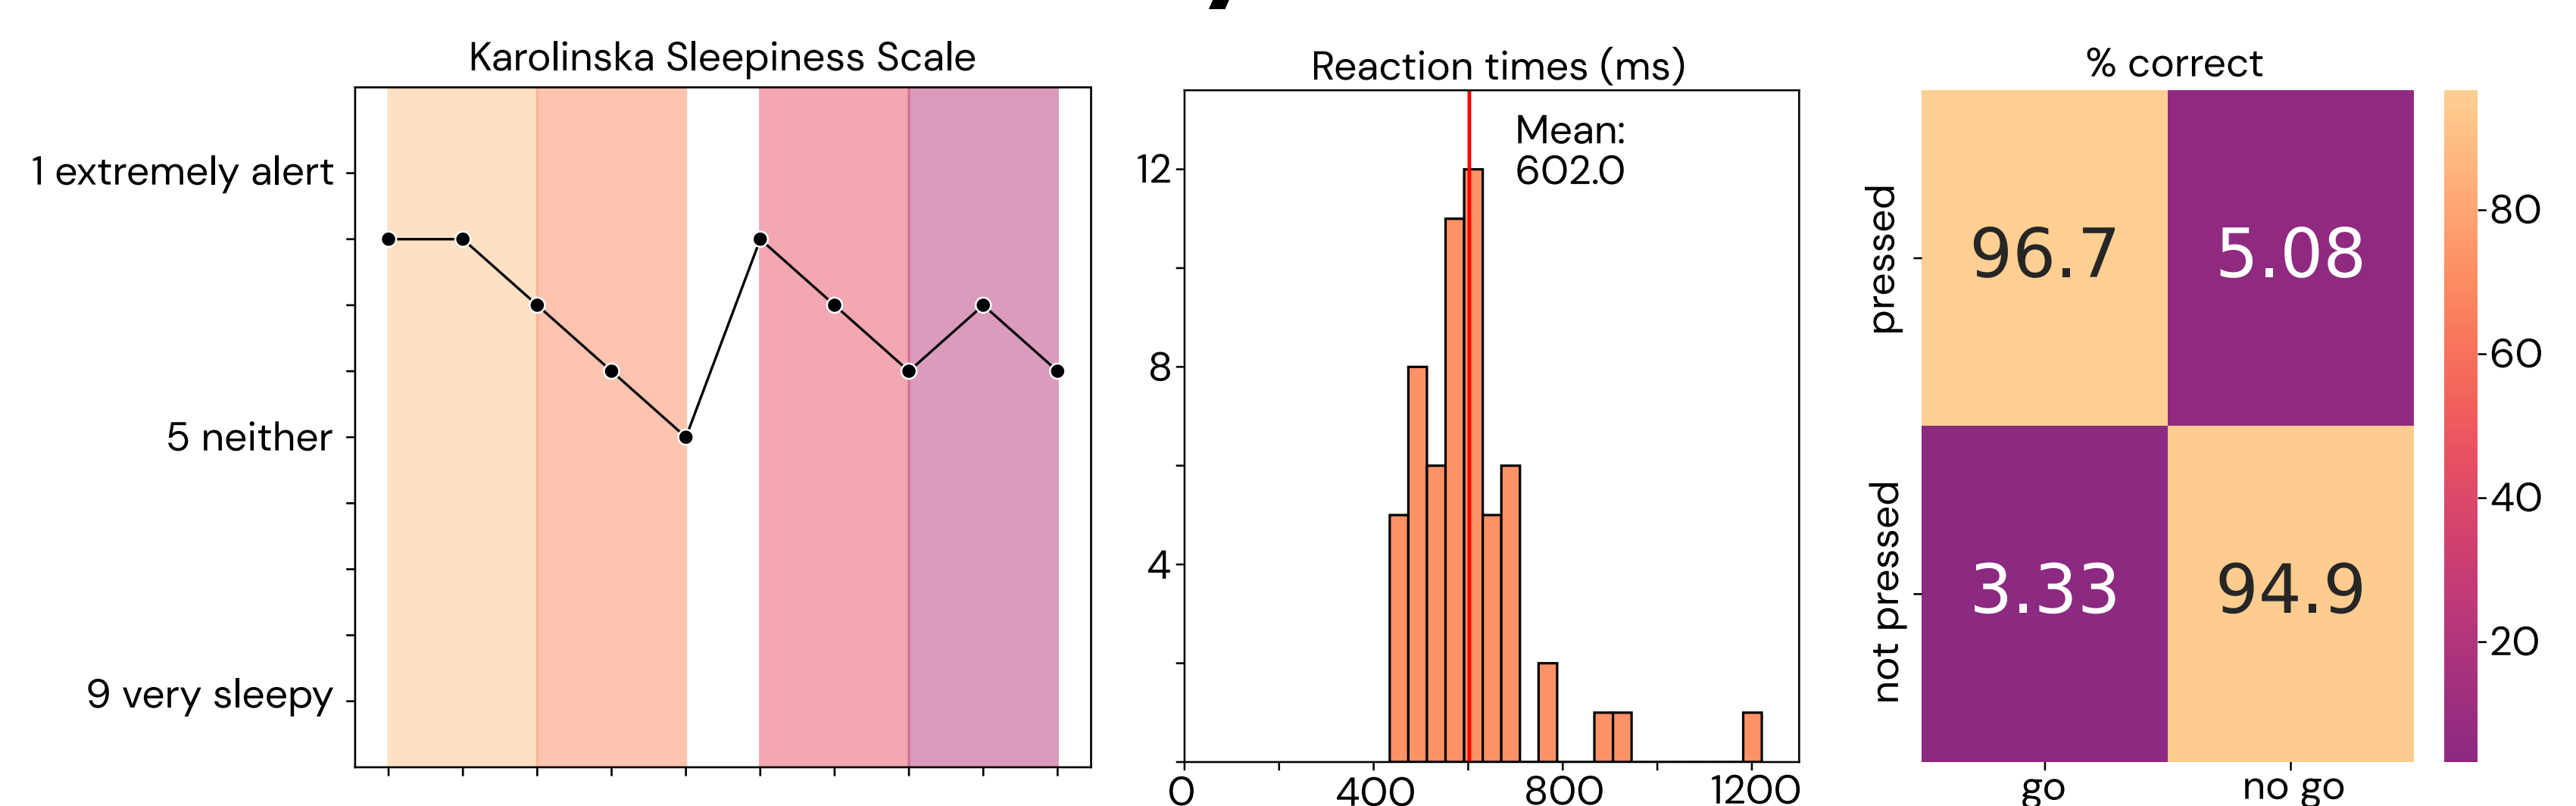 Karolinska Sleepiness Scale
1 extremely alert
5 neither
9 very sleepy
Reaction times (ms)
Mean:
602.0
12
8
4
0
400
800
1200
% correct
pressed
not pressed
96.7
5.08
3.33
94.9
go
no go
80
60
40
20